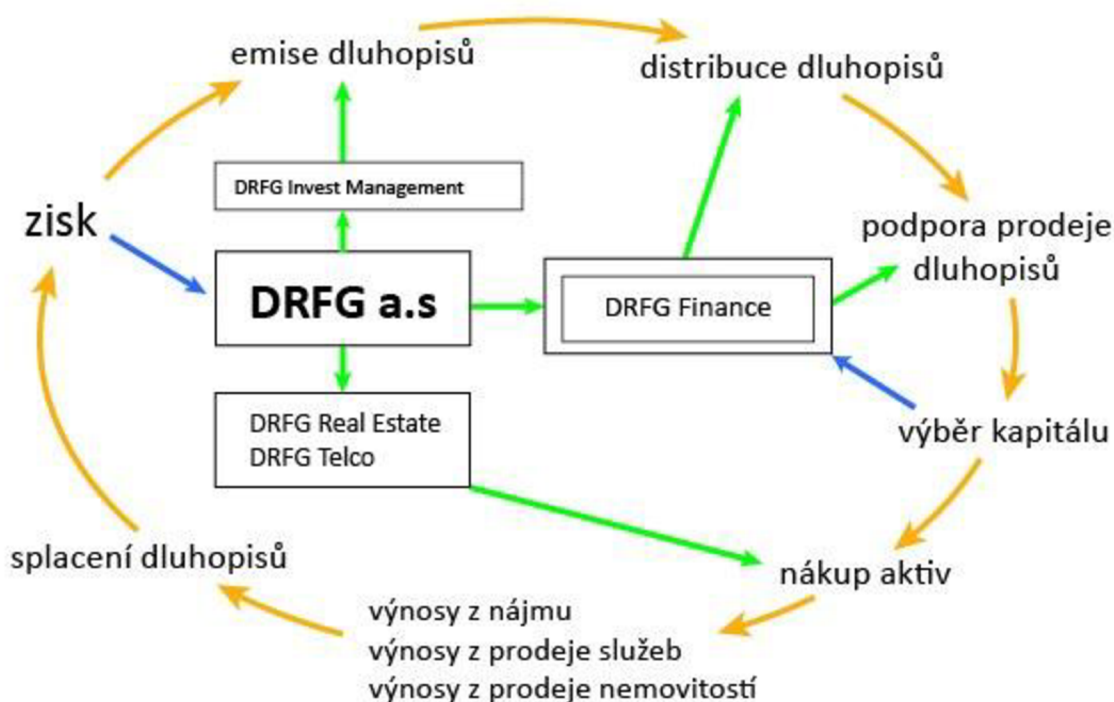 emise dluhopisů
distribuce dluhopisů
DRFG Invest Management
zisk
podpora prodeje
dluhopisů
DRFG a.s
DRFG Finance
DRFG Real Estate
DRFG Telco
výběr kapitálu
splacení dluhopisů
nákup aktiv
výnosy z nájmu
výnosy z prodeje služeb
výnosy z prodeje nemovitostí